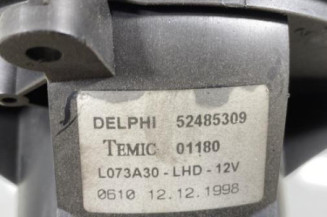 DELPHI 52485309
TEMIC 01180
L073A30 - LHD - 12V
0610 12.12.1998